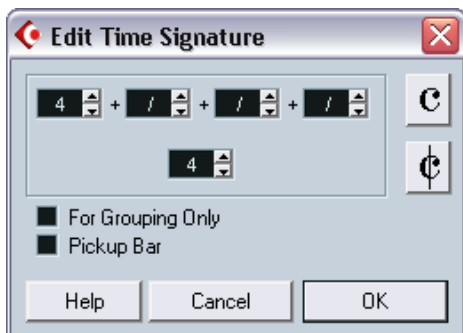 Edit Time Signature
4 + / + / + /
4
For Grouping Only
Pickup Bar
Help Cancel OK